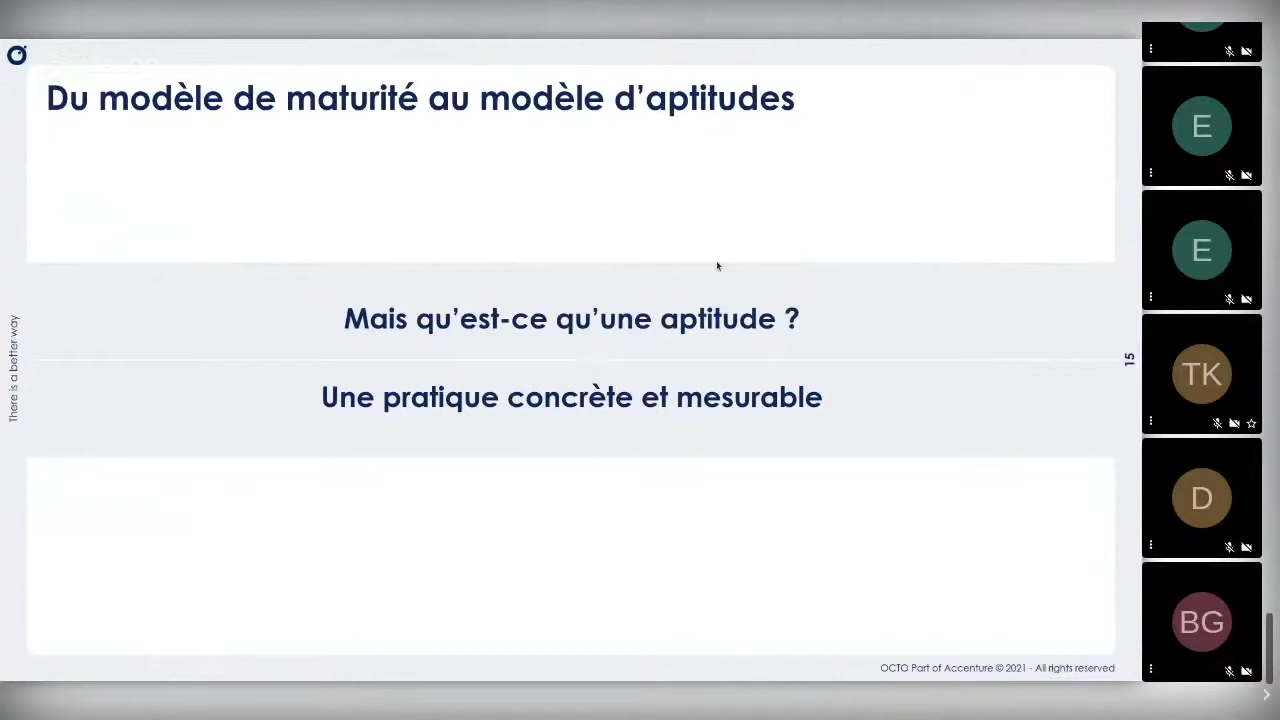 Du modèle de maturité au modèle d’aptitudes
Mais qu’est-ce qu’une aptitude ?
Une pratique concrète et mesurable
There is a better way
15
OCTO Part of Accenture © 2021 - All rights reserved
E
E
TK
D
BG